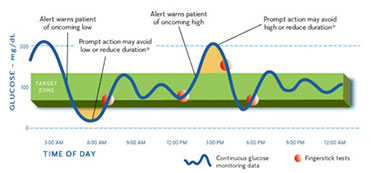 Alert warns patient
of oncoming low
Prompt action may avoid
low or reduce duration*
Alert warns patient
of oncoming high
Prompt action may avoid
high or reduce duration*
GLUCOSE - mg/dL
200
TARGET
ZONE
0
3:00 AM 6:00 AM 9:00 AM 12:00 AM 3:00 PM 6:00 PM 9:00 PM 12:00 AM
TIME OF DAY
Continuous glucose
monitoring data
Fingerstick tests